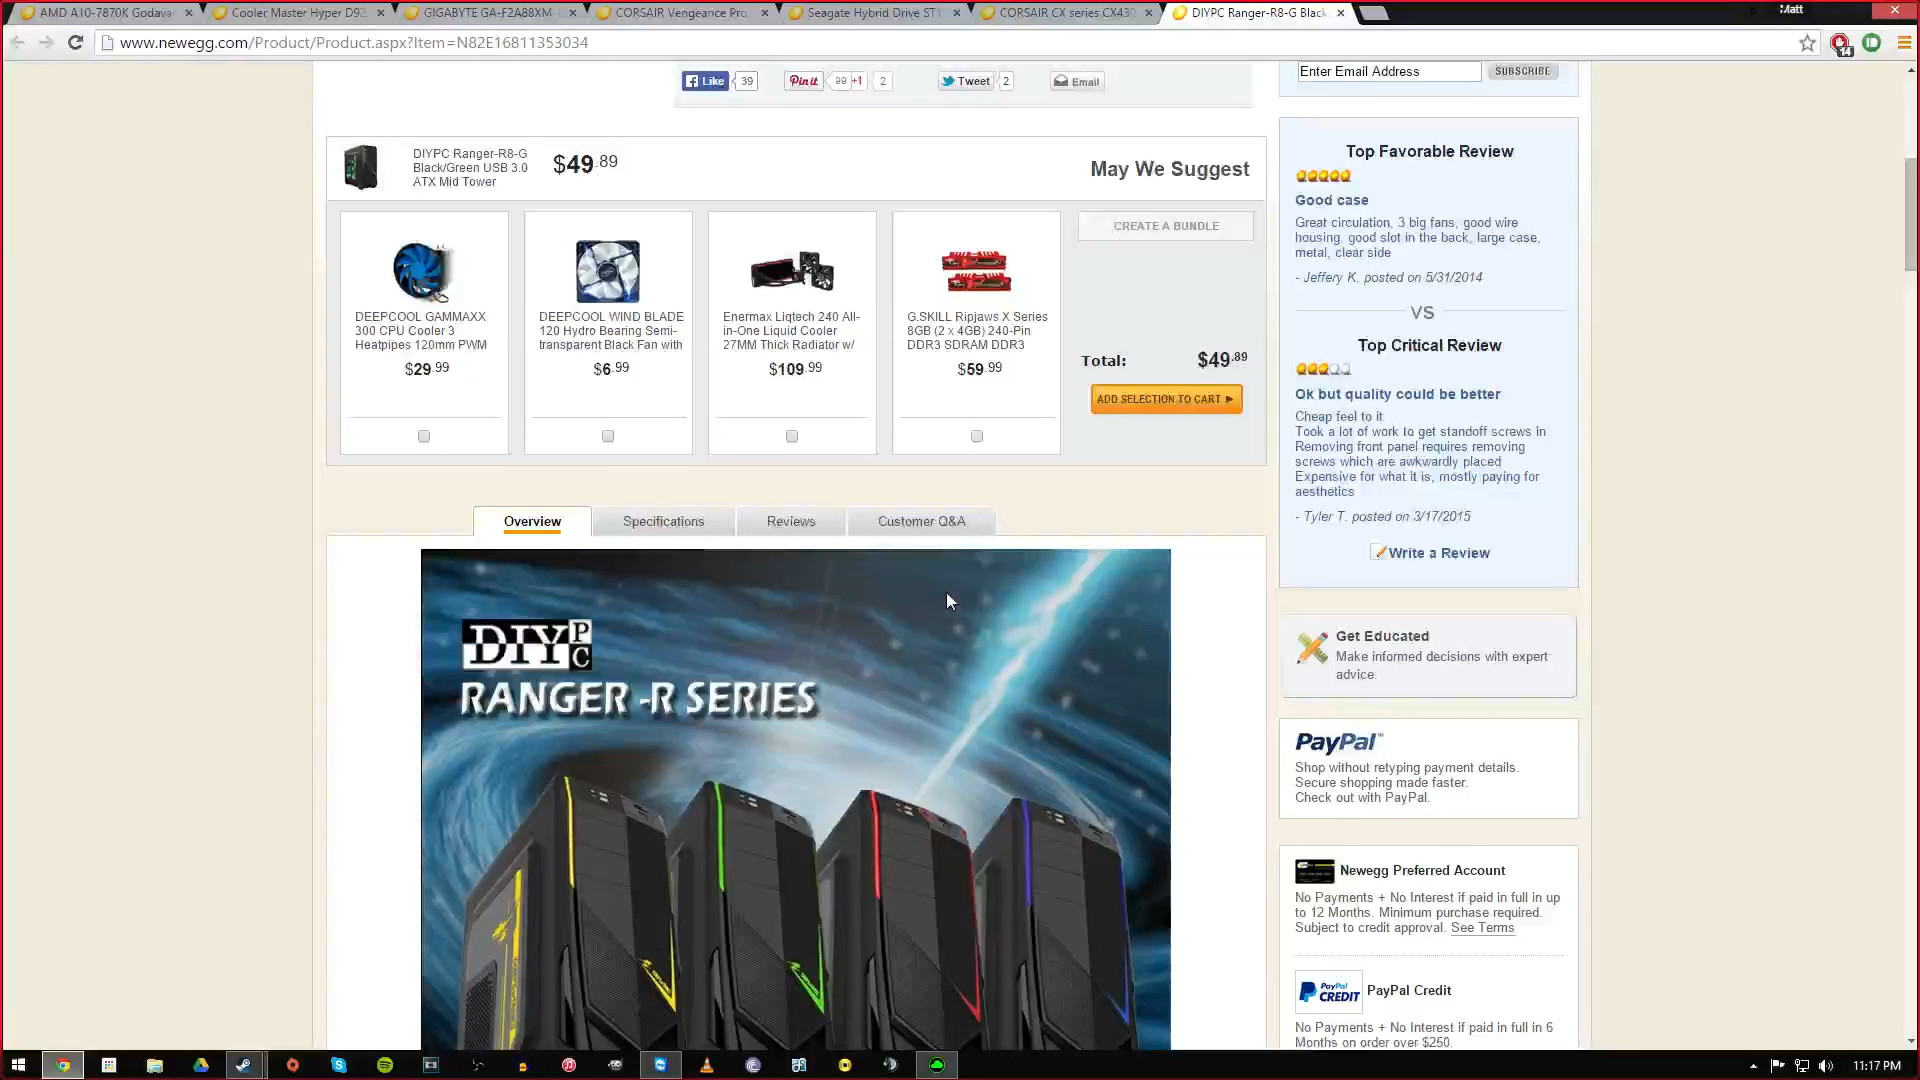 AMD A10-7870K Godava
Cooler Master Hyper D92
GIGABYTE GA-F2A88XM
CORSAIR Vengeance Pro
Seagate Hybrid Drive ST1
CORSAIR CX series CX430
DIYPC Ranger-R8-G Black
Matt
www.newegg.com/Product/Product.aspx?Item=N82E16811353034
14
Like 39
Pin it 99 +1 2
Tweet 2
Email
Enter Email Address
SUBSCRIBE
DIYPC Ranger-R8-G
Black/Green USB 3.0
ATX Mid Tower
$49.89
May We Suggest
DEEPCOOL GAMMAXX
300 CPU Cooler 3
Heatpipes 120mm PWM
$29.99
DEEPCOOL WIND BLADE
120 Hydro Bearing Semi-
transparent Black Fan with
$6.99
Enermax Liqtech 240 All-
in-One Liquid Cooler
27MM Thick Radiator w/
$109.99
G.SKILL Ripjaws X Series
8GB (2 x 4GB) 240-Pin
DDR3 SDRAM DDR3
$59.99
CREATE A BUNDLE
Total: $49.89
ADD SELECTION TO CART ►
Top Favorable Review
Good case
Great circulation, 3 big fans, good wire
housing, good slot in the back, large case,
metal, clear side
- Jeffery K. posted on 5/31/2014
VS
Top Critical Review
Ok but quality could be better
Cheap feel to it
Took a lot of work to get standoff screws in
Removing front panel requires removing
screws which are awkwardly placed
Expensive for what it is, mostly paying for
aesthetics
- Tyler T. posted on 3/17/2015
Write a Review
Overview
Specifications
Reviews
Customer Q&A
DIYPC
RANGER -R SERIES
Get Educated
Make informed decisions with expert
advice.
PayPal™
Shop without retyping payment details.
Secure shopping made faster.
Check out with PayPal.
Newegg Preferred Account
No Payments + No Interest if paid in full in up
to 12 Months. Minimum purchase required.
Subject to credit approval. See Terms
PayPal
CREDIT
PayPal Credit
No Payments + No Interest if paid in full in 6
Months on order over $250.
11:17 PM